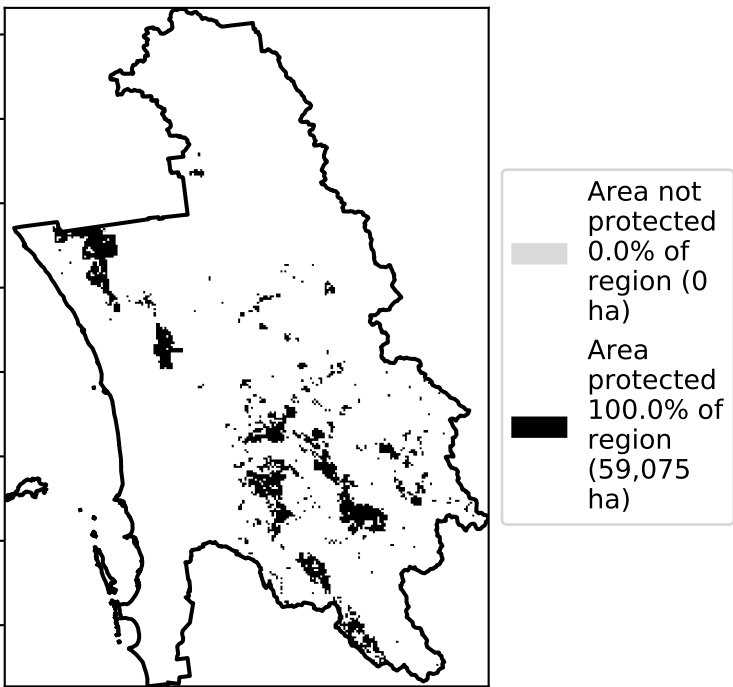 Area not
protected
0.0% of
region (0
ha)
Area
protected
100.0% of
region
(59,075
ha)